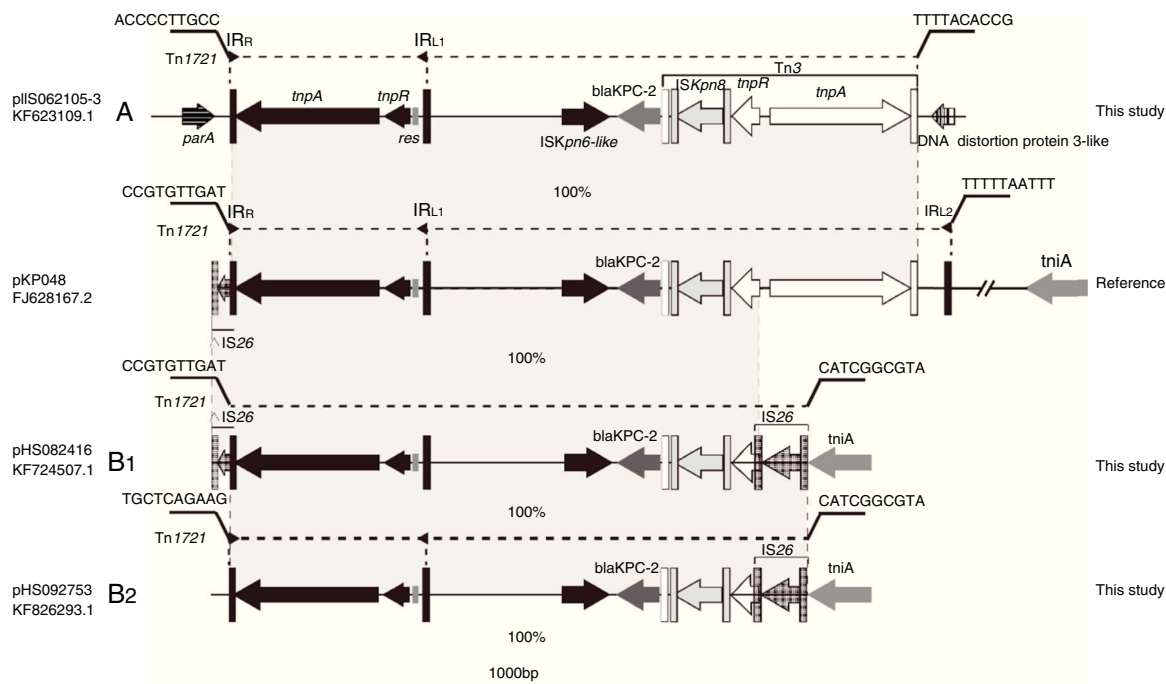 ACCCCTTGCC TTTTACACCG
IRR IRL1
Tn1721 Tn3
pIIS062105-3 A tnpA tnpR blaKPC-2 ISKpn8 tnpR tnpA This study
KF623109.1
parA res ISKpn6-like DNA distortion protein 3-like
100%
CCGTGTTGAT TTTTTAATTT
IRR IRL1 IRL2
Tn1721
pKP048 blaKPC-2 tniA Reference
FJ628167.2
IS26
100%
CCGTGTTGAT CATCGGCGTA
Tn1721
IS26 IS26
pHS082416 B1 blaKPC-2 tniA This study
KF724507.1
TGCTCAGAAG 100% CATCGGCGTA
Tn1721
IS26
pHS092753 B2 blaKPC-2 tniA This study
KF826293.1
100%
1000bp